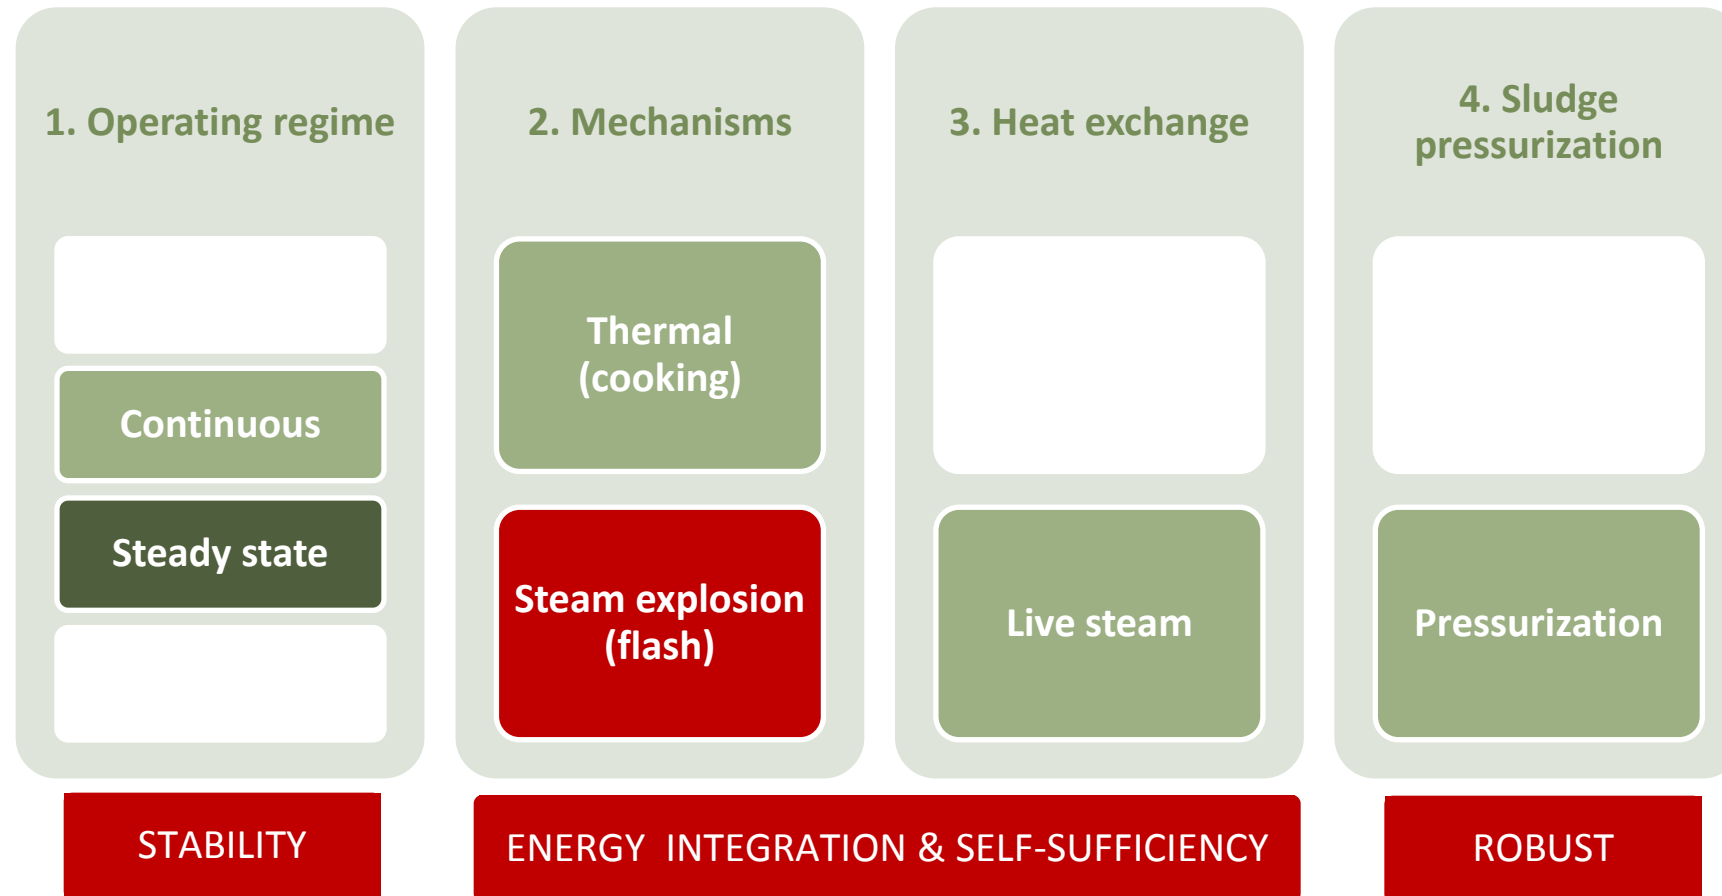 1. Operating regime
Continuous
Steady state
STABILITY
2. Mechanisms
Thermal
(cooking)
Steam explosion
(flash)
3. Heat exchange
Live steam
ENERGY  INTEGRATION & SELF-SUFFICIENCY
4. Sludge
pressurization
Pressurization
ROBUST